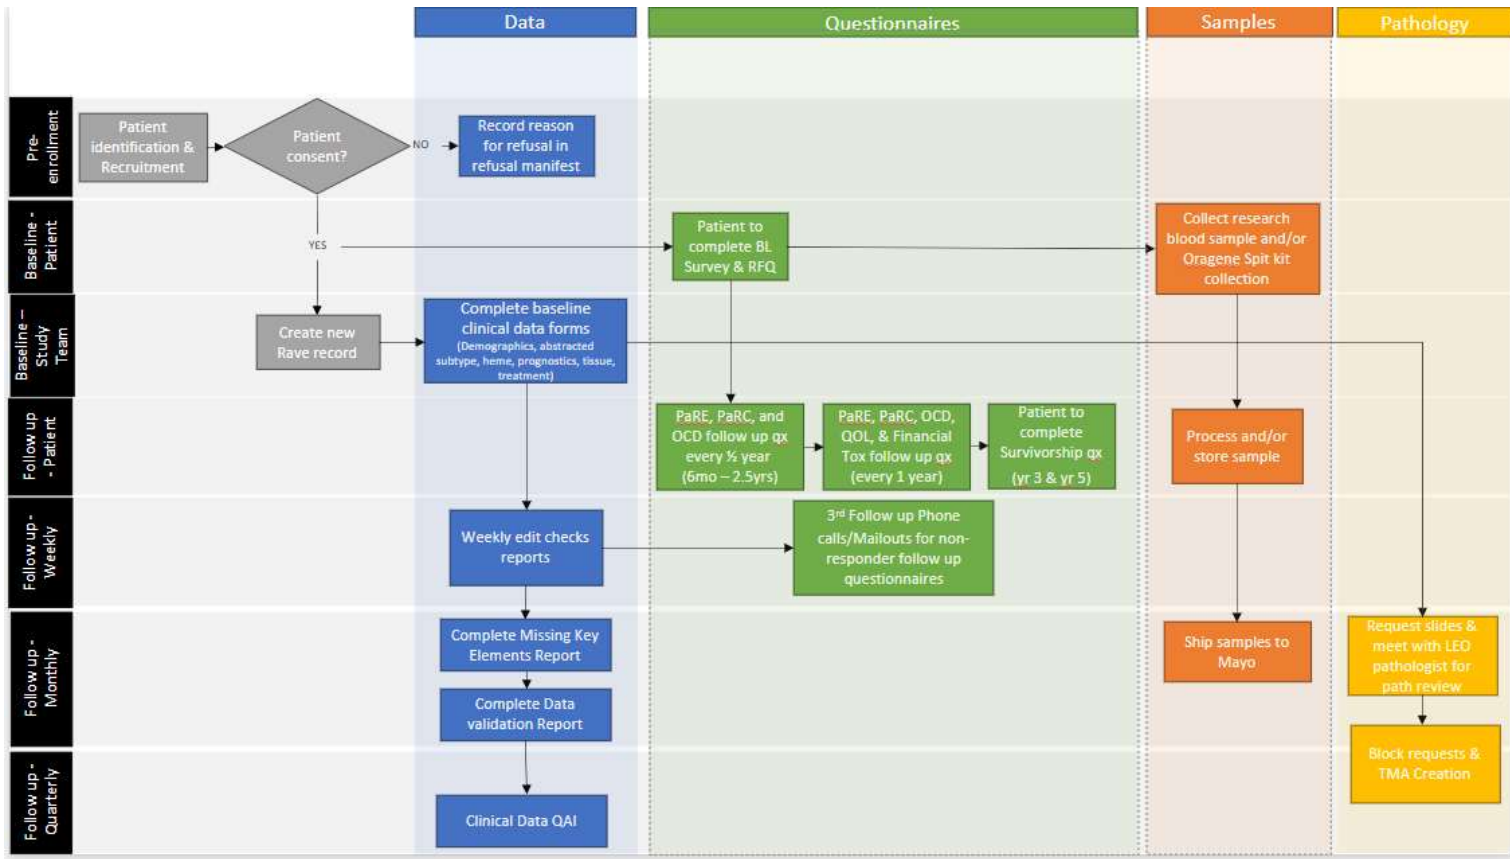 Data
Questionnaires
Samples
Pathology
Pre-
enrollment
Patient
identification &
Recruitment
Patient
consent?
NO
Record reason
for refusal in
refusal manifest
Baseline -
Patient
YES
Patient to
complete BL
Survey & RFQ
Collect research
blood sample and/or
Oragene Spit kit
collection
Baseline –
Study
Team
Create new
Rave record
Complete baseline
clinical data forms
(Demographics, abstracted
subtype, heme, prognostics, tissue,
treatment)
Follow up
- Patient
PaRE, PaRC, and
OCD follow up qx
every ½ year
(6mo – 2.5yrs)
PaRE, PaRC, OCD,
QOL, & Financial
Tox follow up qx
(every 1 year)
Patient to
complete
Survivorship qx
(yr 3 & yr 5)
Process and/or
store sample
Follow up -
Weekly
Weekly edit checks
reports
3rd Follow up Phone
calls/Mailouts for non-
responder follow up
questionnaires
Follow up -
Monthly
Complete Missing Key
Elements Report
Complete Data
validation Report
Ship samples to
Mayo
Request slides &
meet with LEO
pathologist for
path review
Block requests &
TMA Creation
Follow up -
Quarterly
Clinical Data QAI